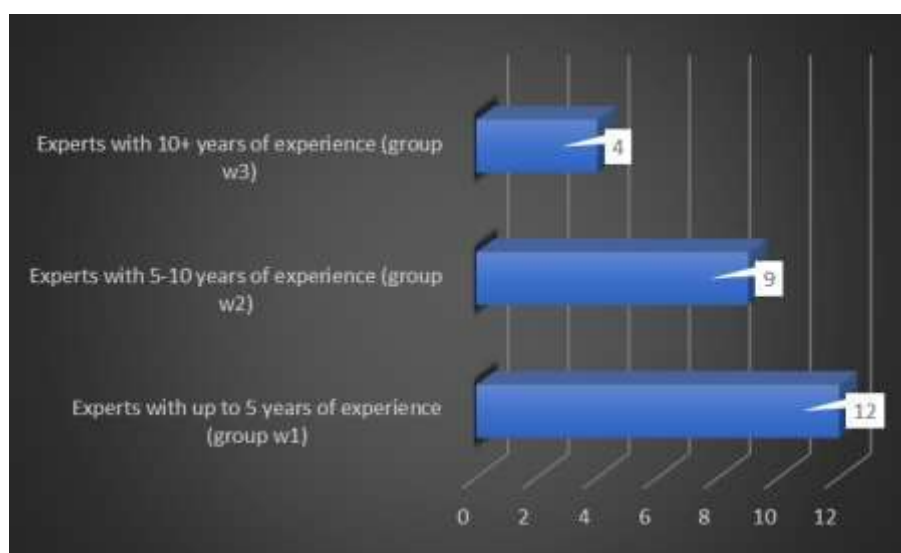 Experts with 10+ years of experience (group
w3)
4
Experts with 5-10 years of experience (group
w2)
9
Experts with up to 5 years of experience
(group w1)
12
0 2 4 6 8 10 12